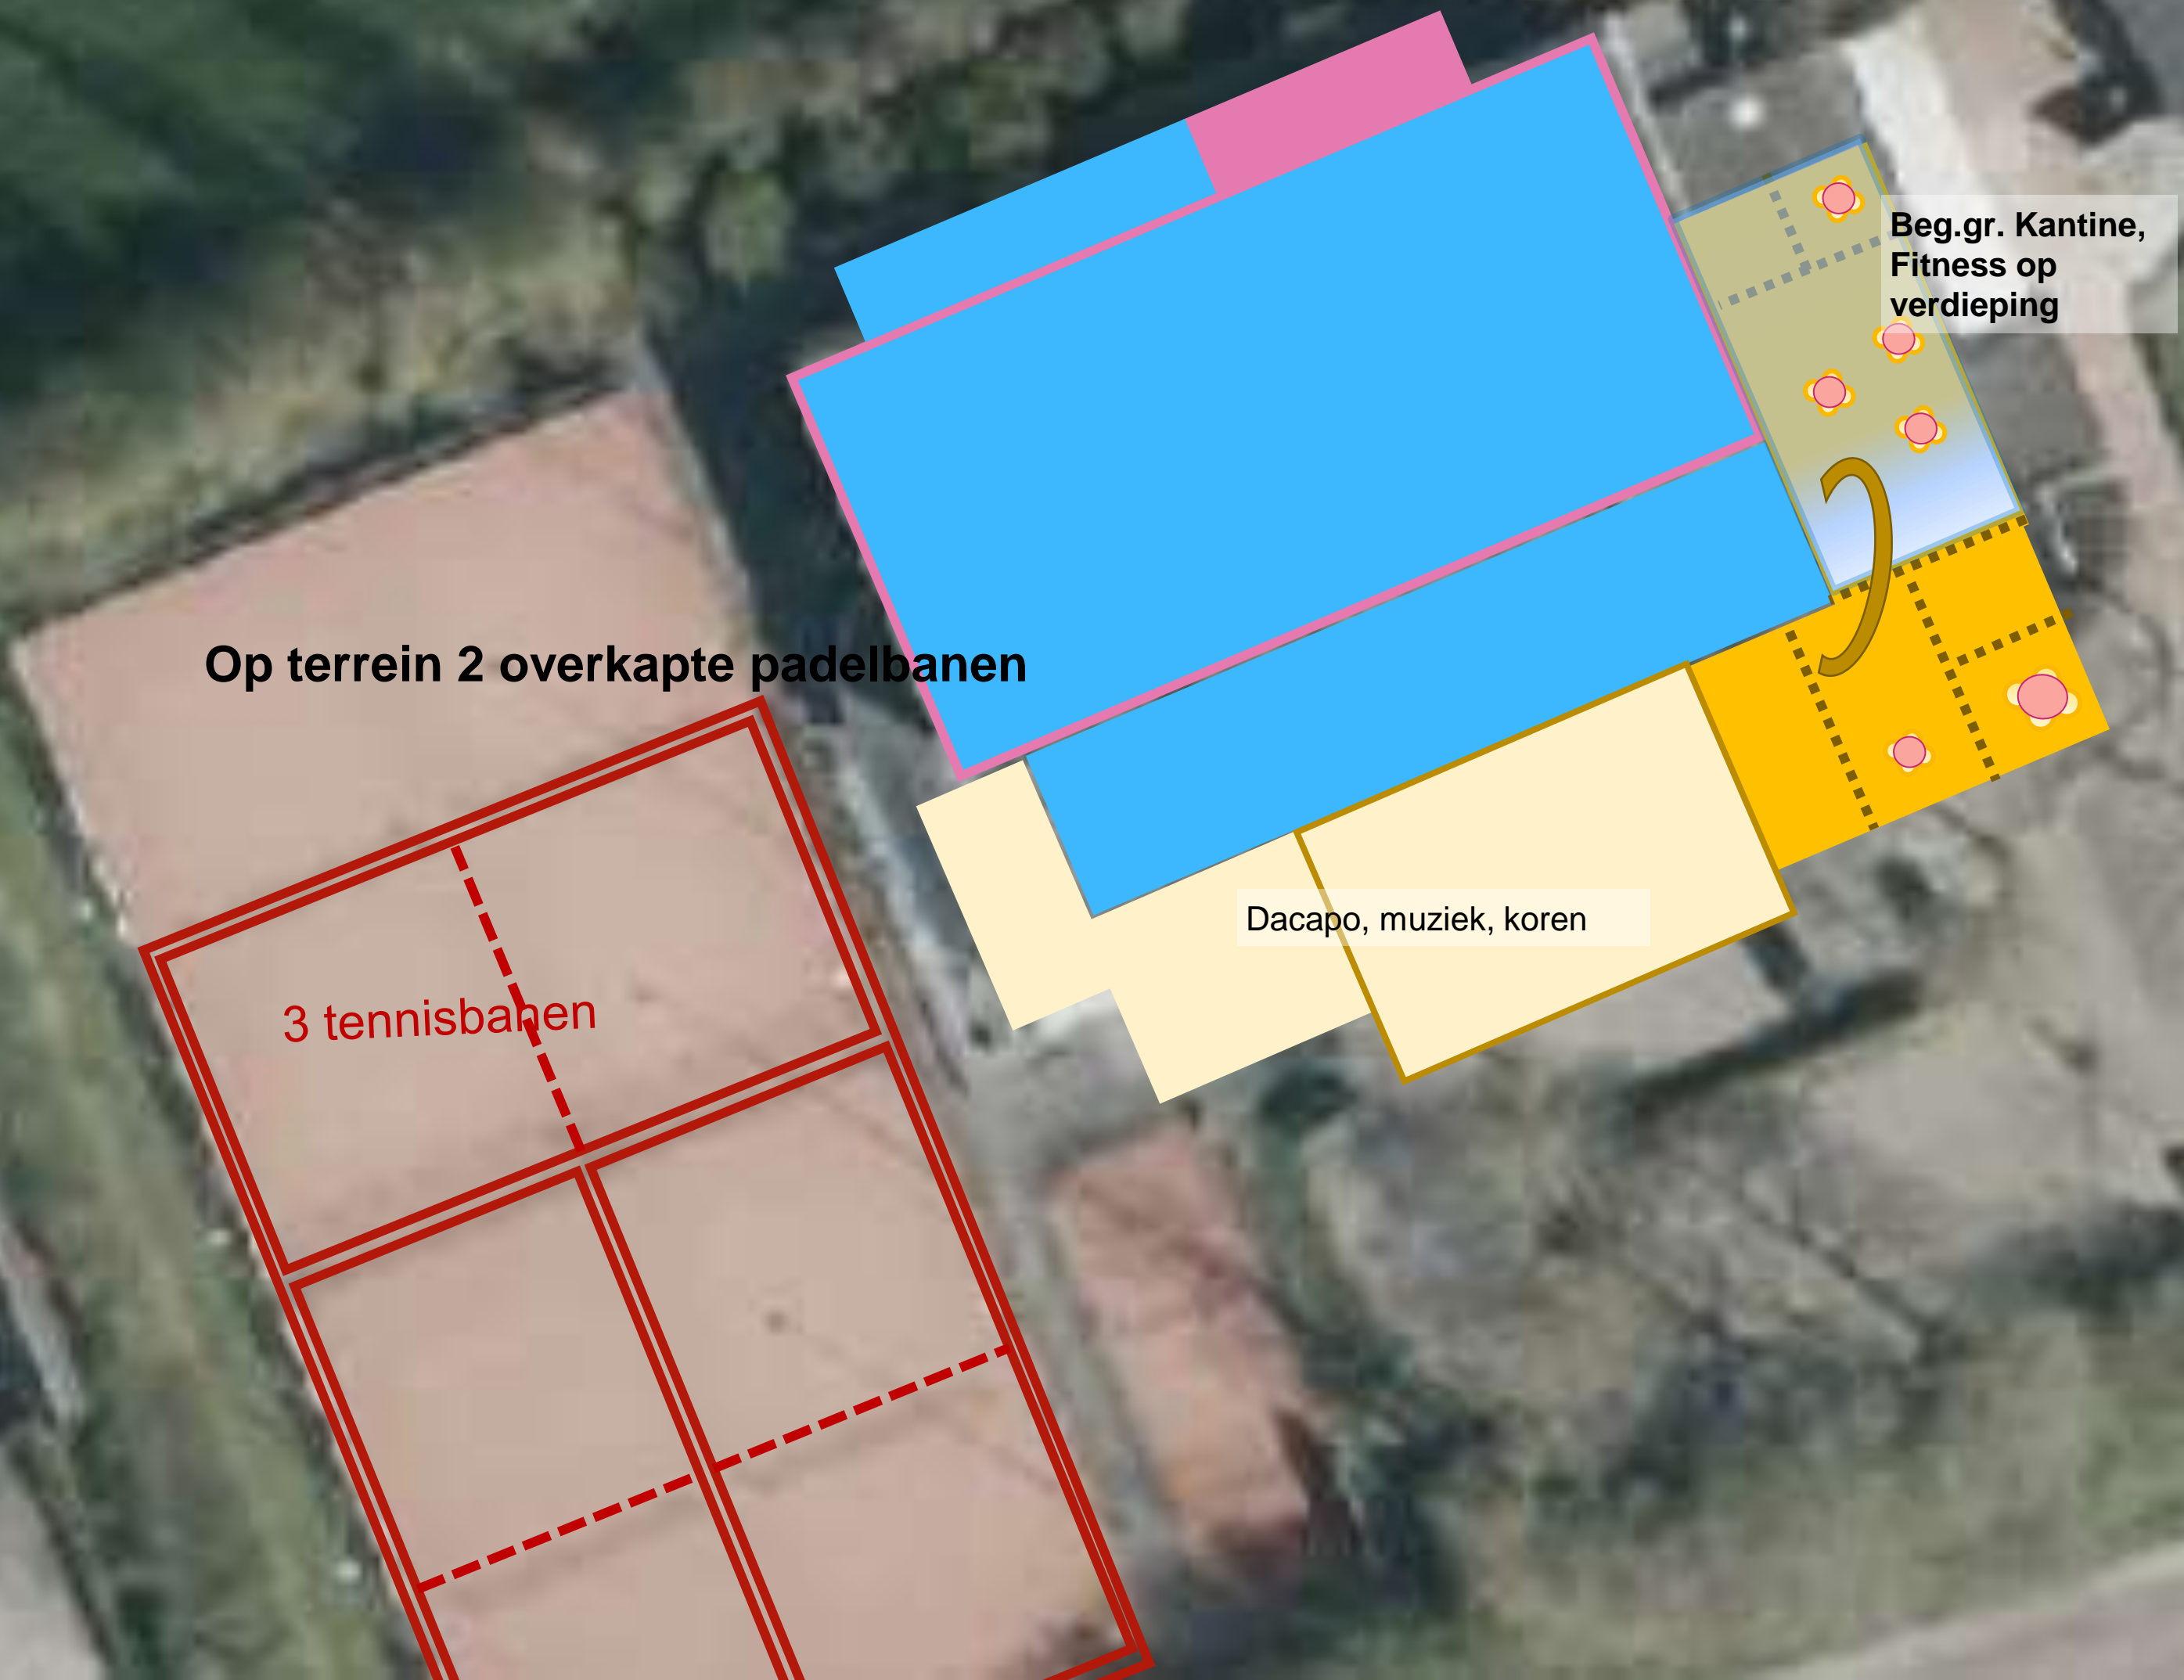 Beg.gr. Kantine,
Fitness op
verdieping
Op terrein 2 overkapte padelbanen
Dacapo, muziek, koren
3 tennisbanen